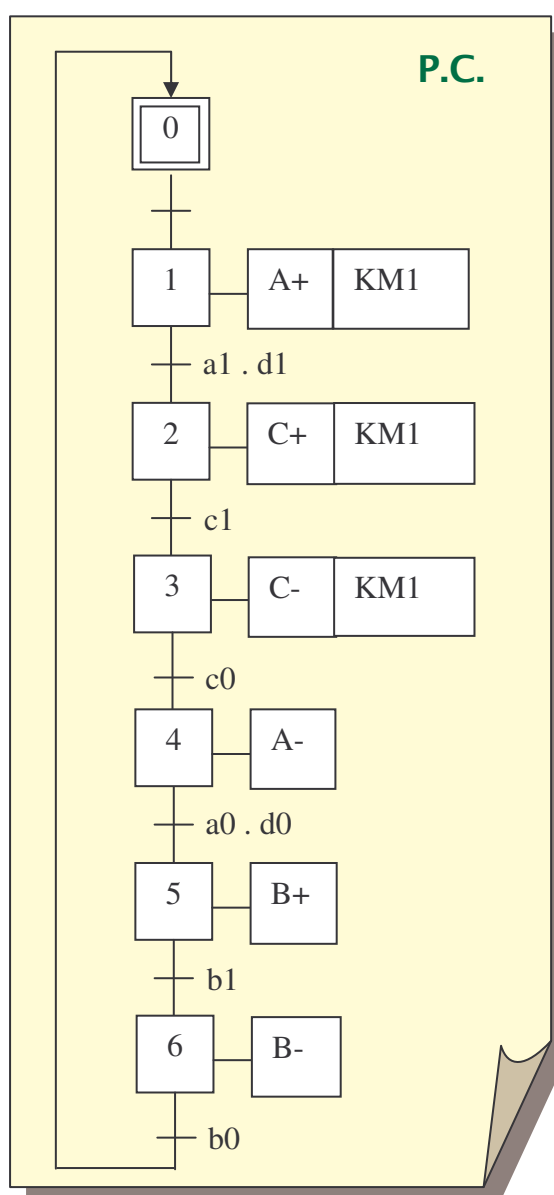 P.C.
0
1 A+ KM1
a1 . d1
2 C+ KM1
c1
3 C- KM1
c0
4 A-
a0 . d0
5 B+
b1
6 B-
b0